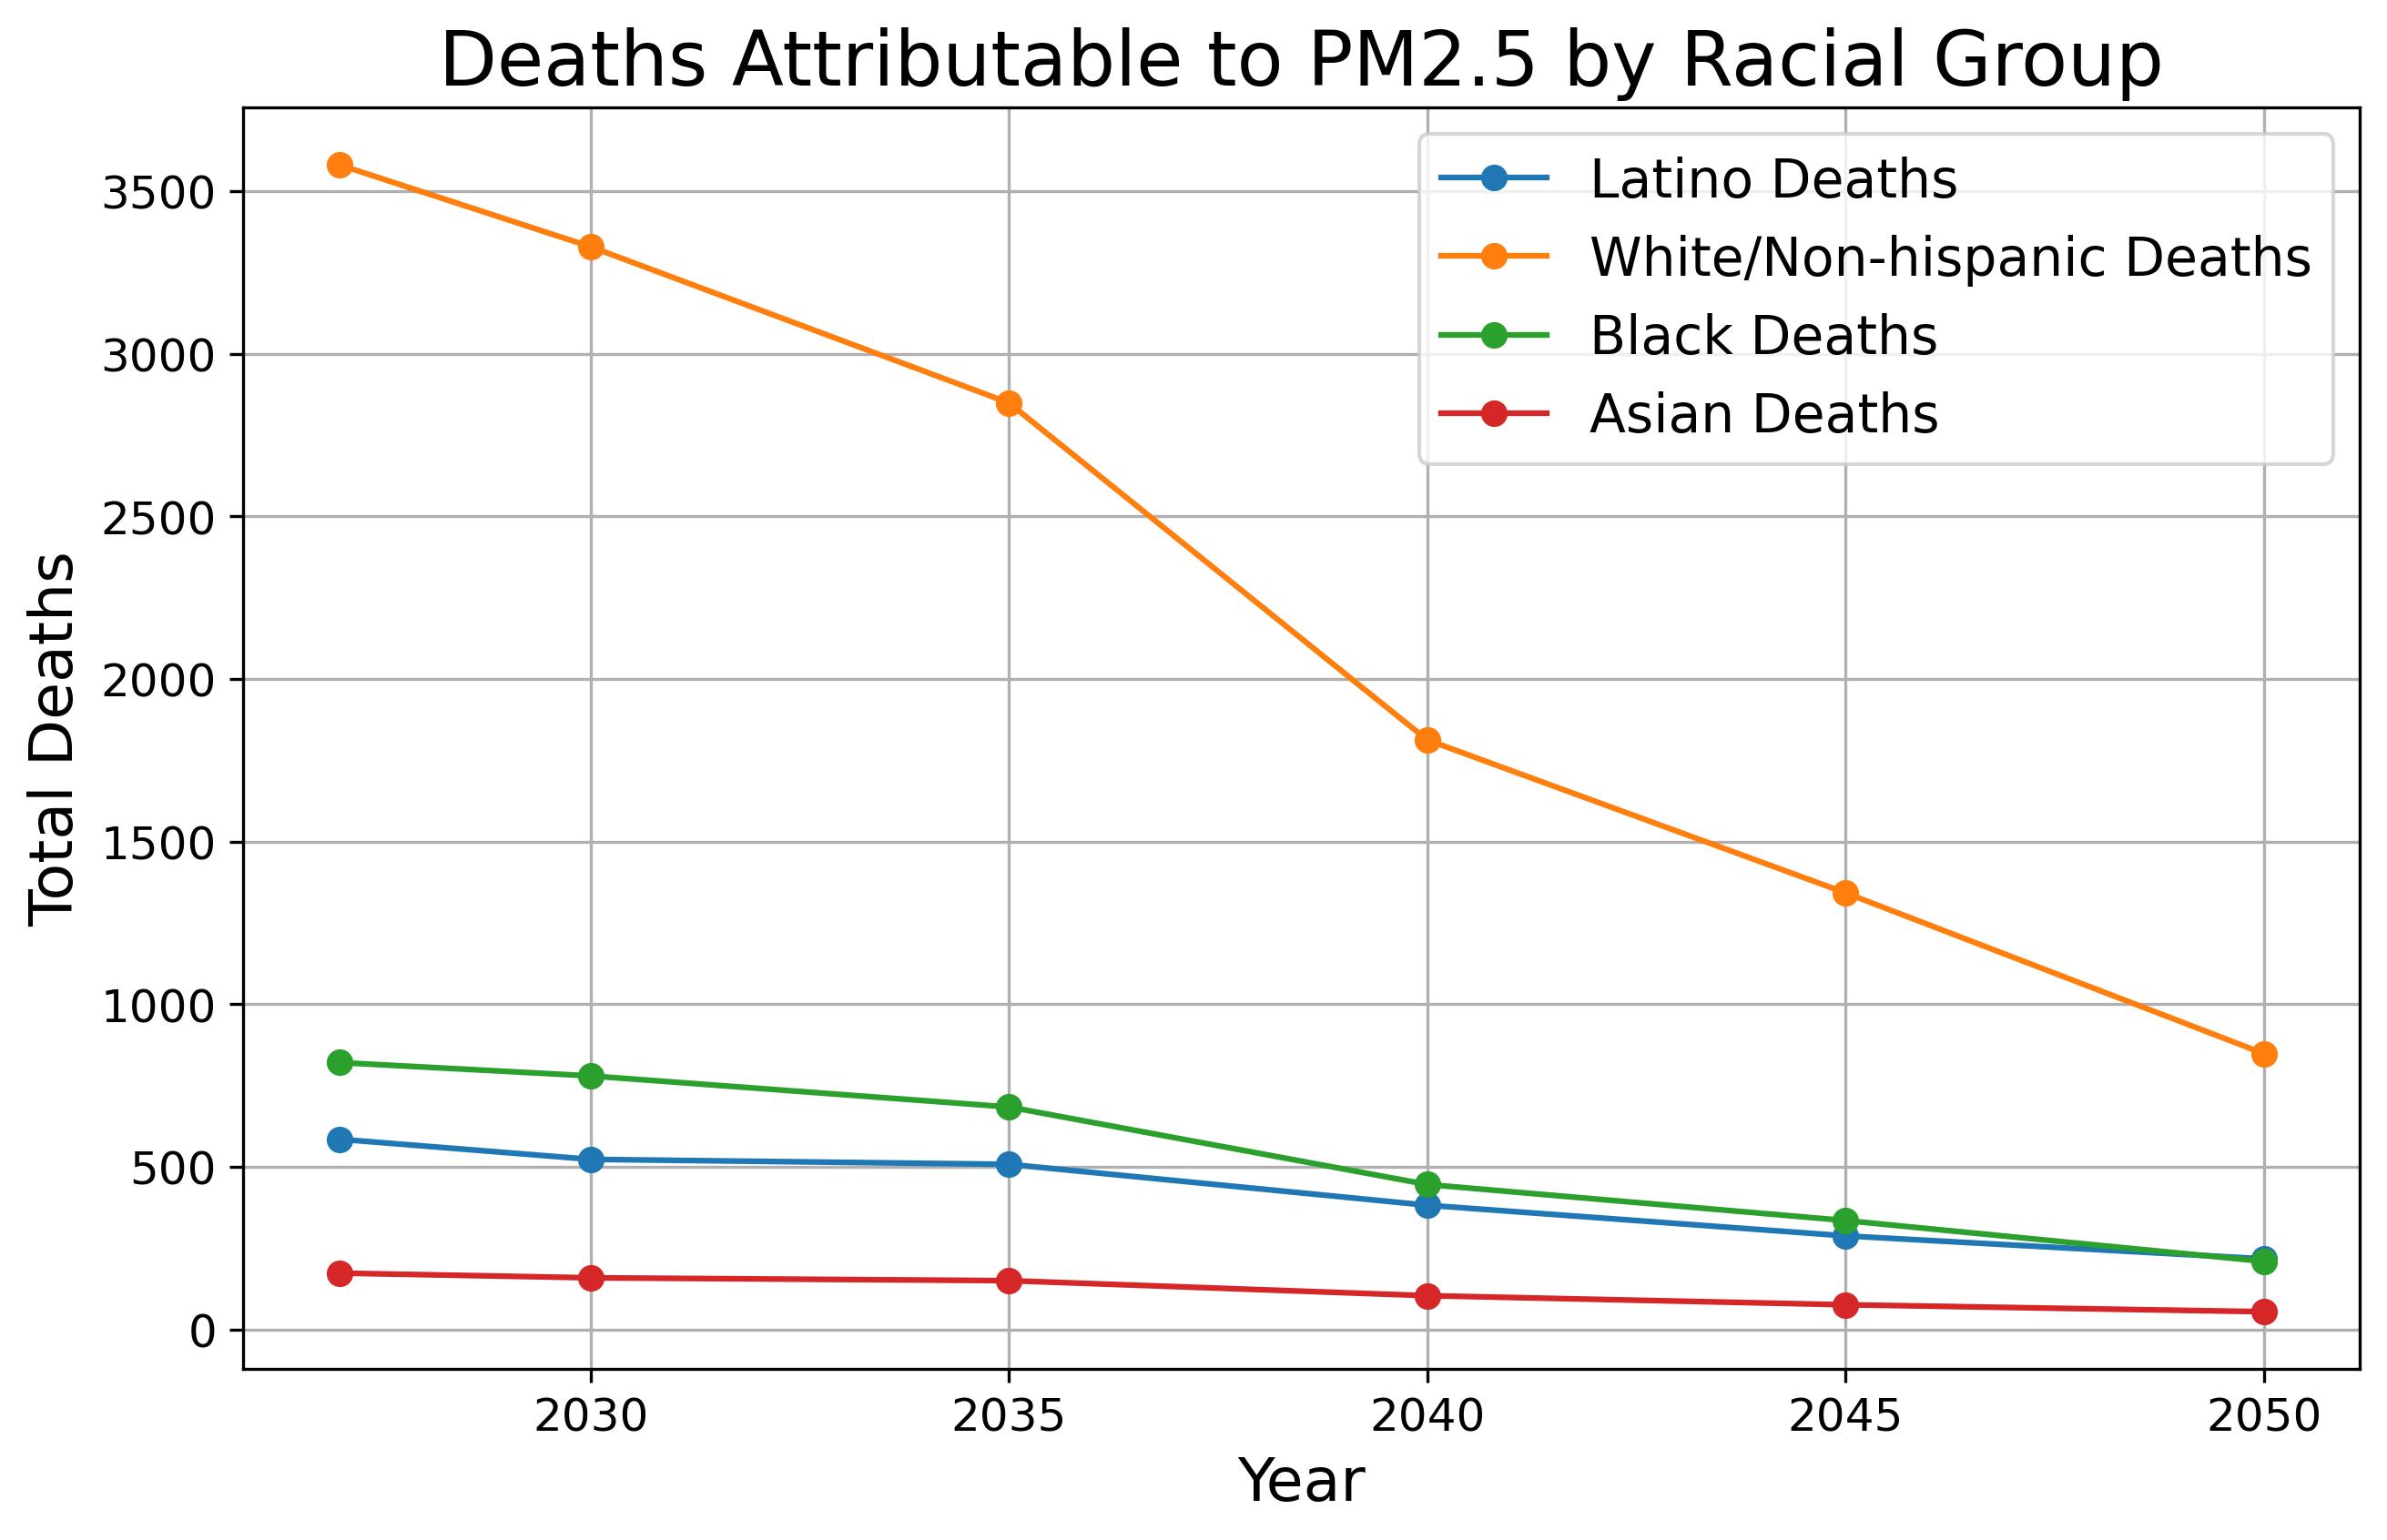 Deaths Attributable to PM2.5 by Racial Group
Latino Deaths
White/Non-hispanic Deaths
Black Deaths
Asian Deaths
Total Deaths
3500
3000
2500
2000
1500
1000
500
0
2030 2035 2040 2045 2050
Year